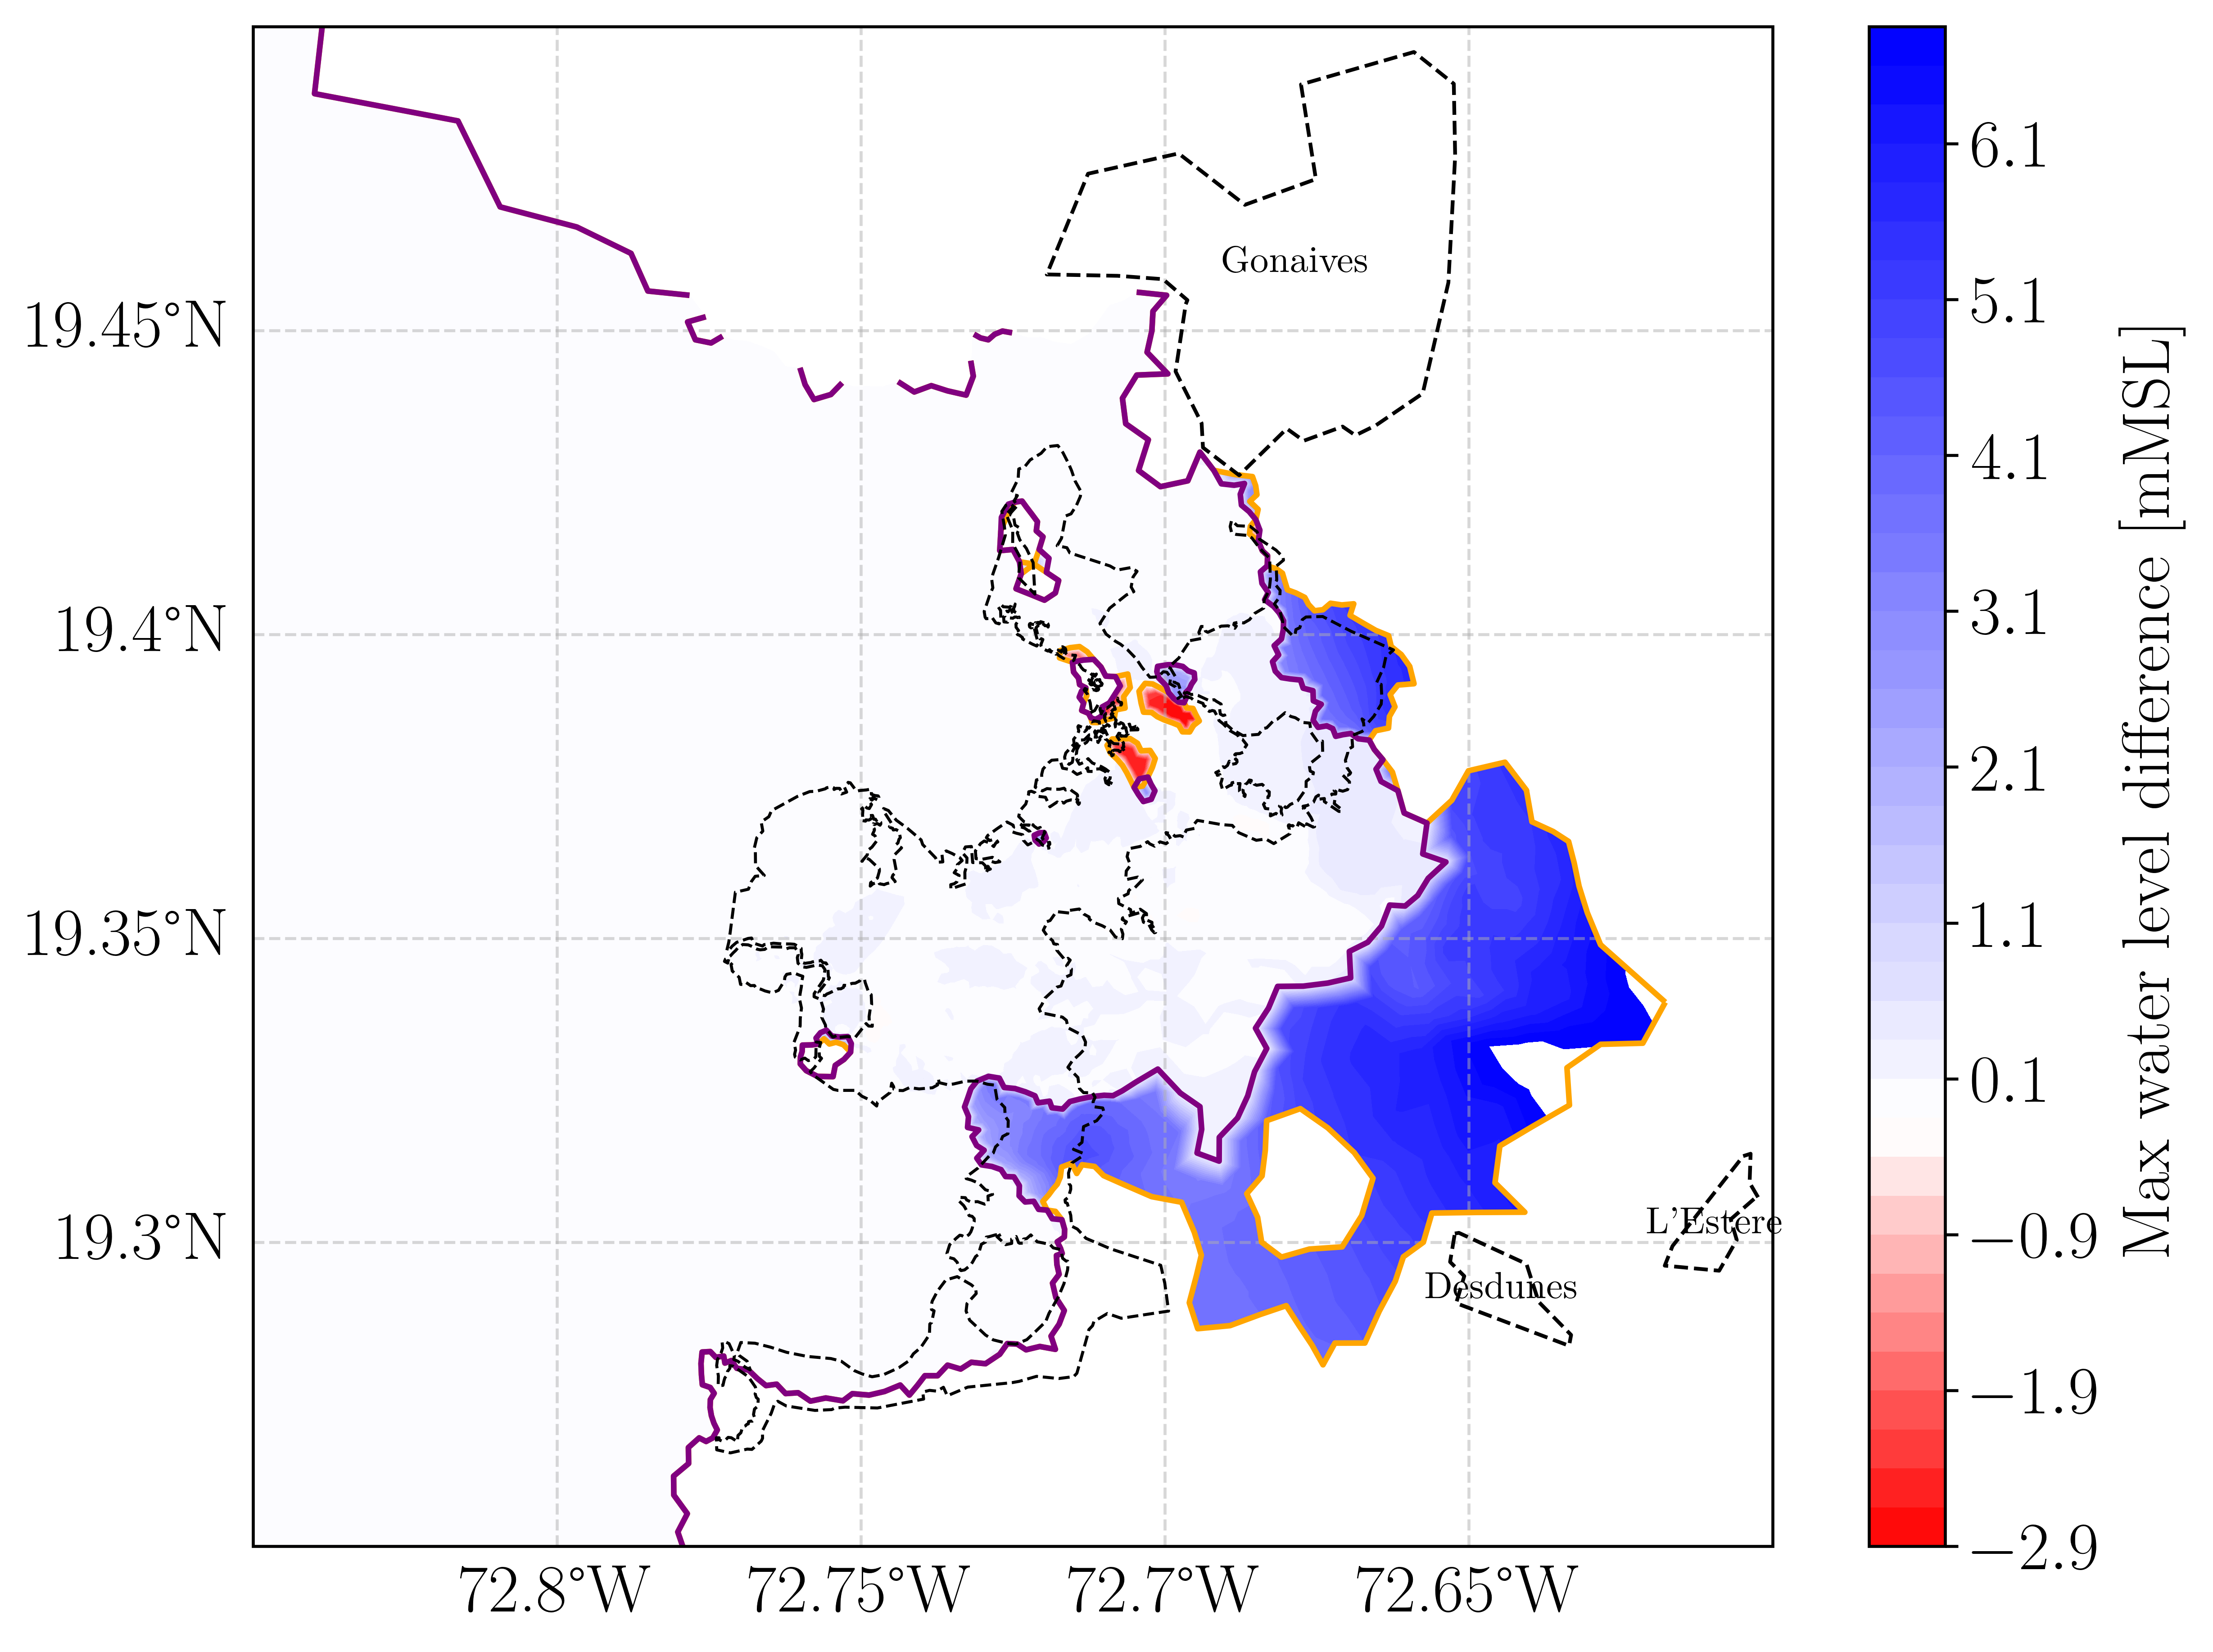 Gonaives
19.45°N
19.4°N
19.35°N
19.3°N
L'Estere
Desdunes
72.8°W
72.75°W
72.7°W
72.65°W
6.1
5.1
4.1
3.1
2.1
1.1
0.1
−0.9
−1.9
−2.9
Max water level difference [mMSL]